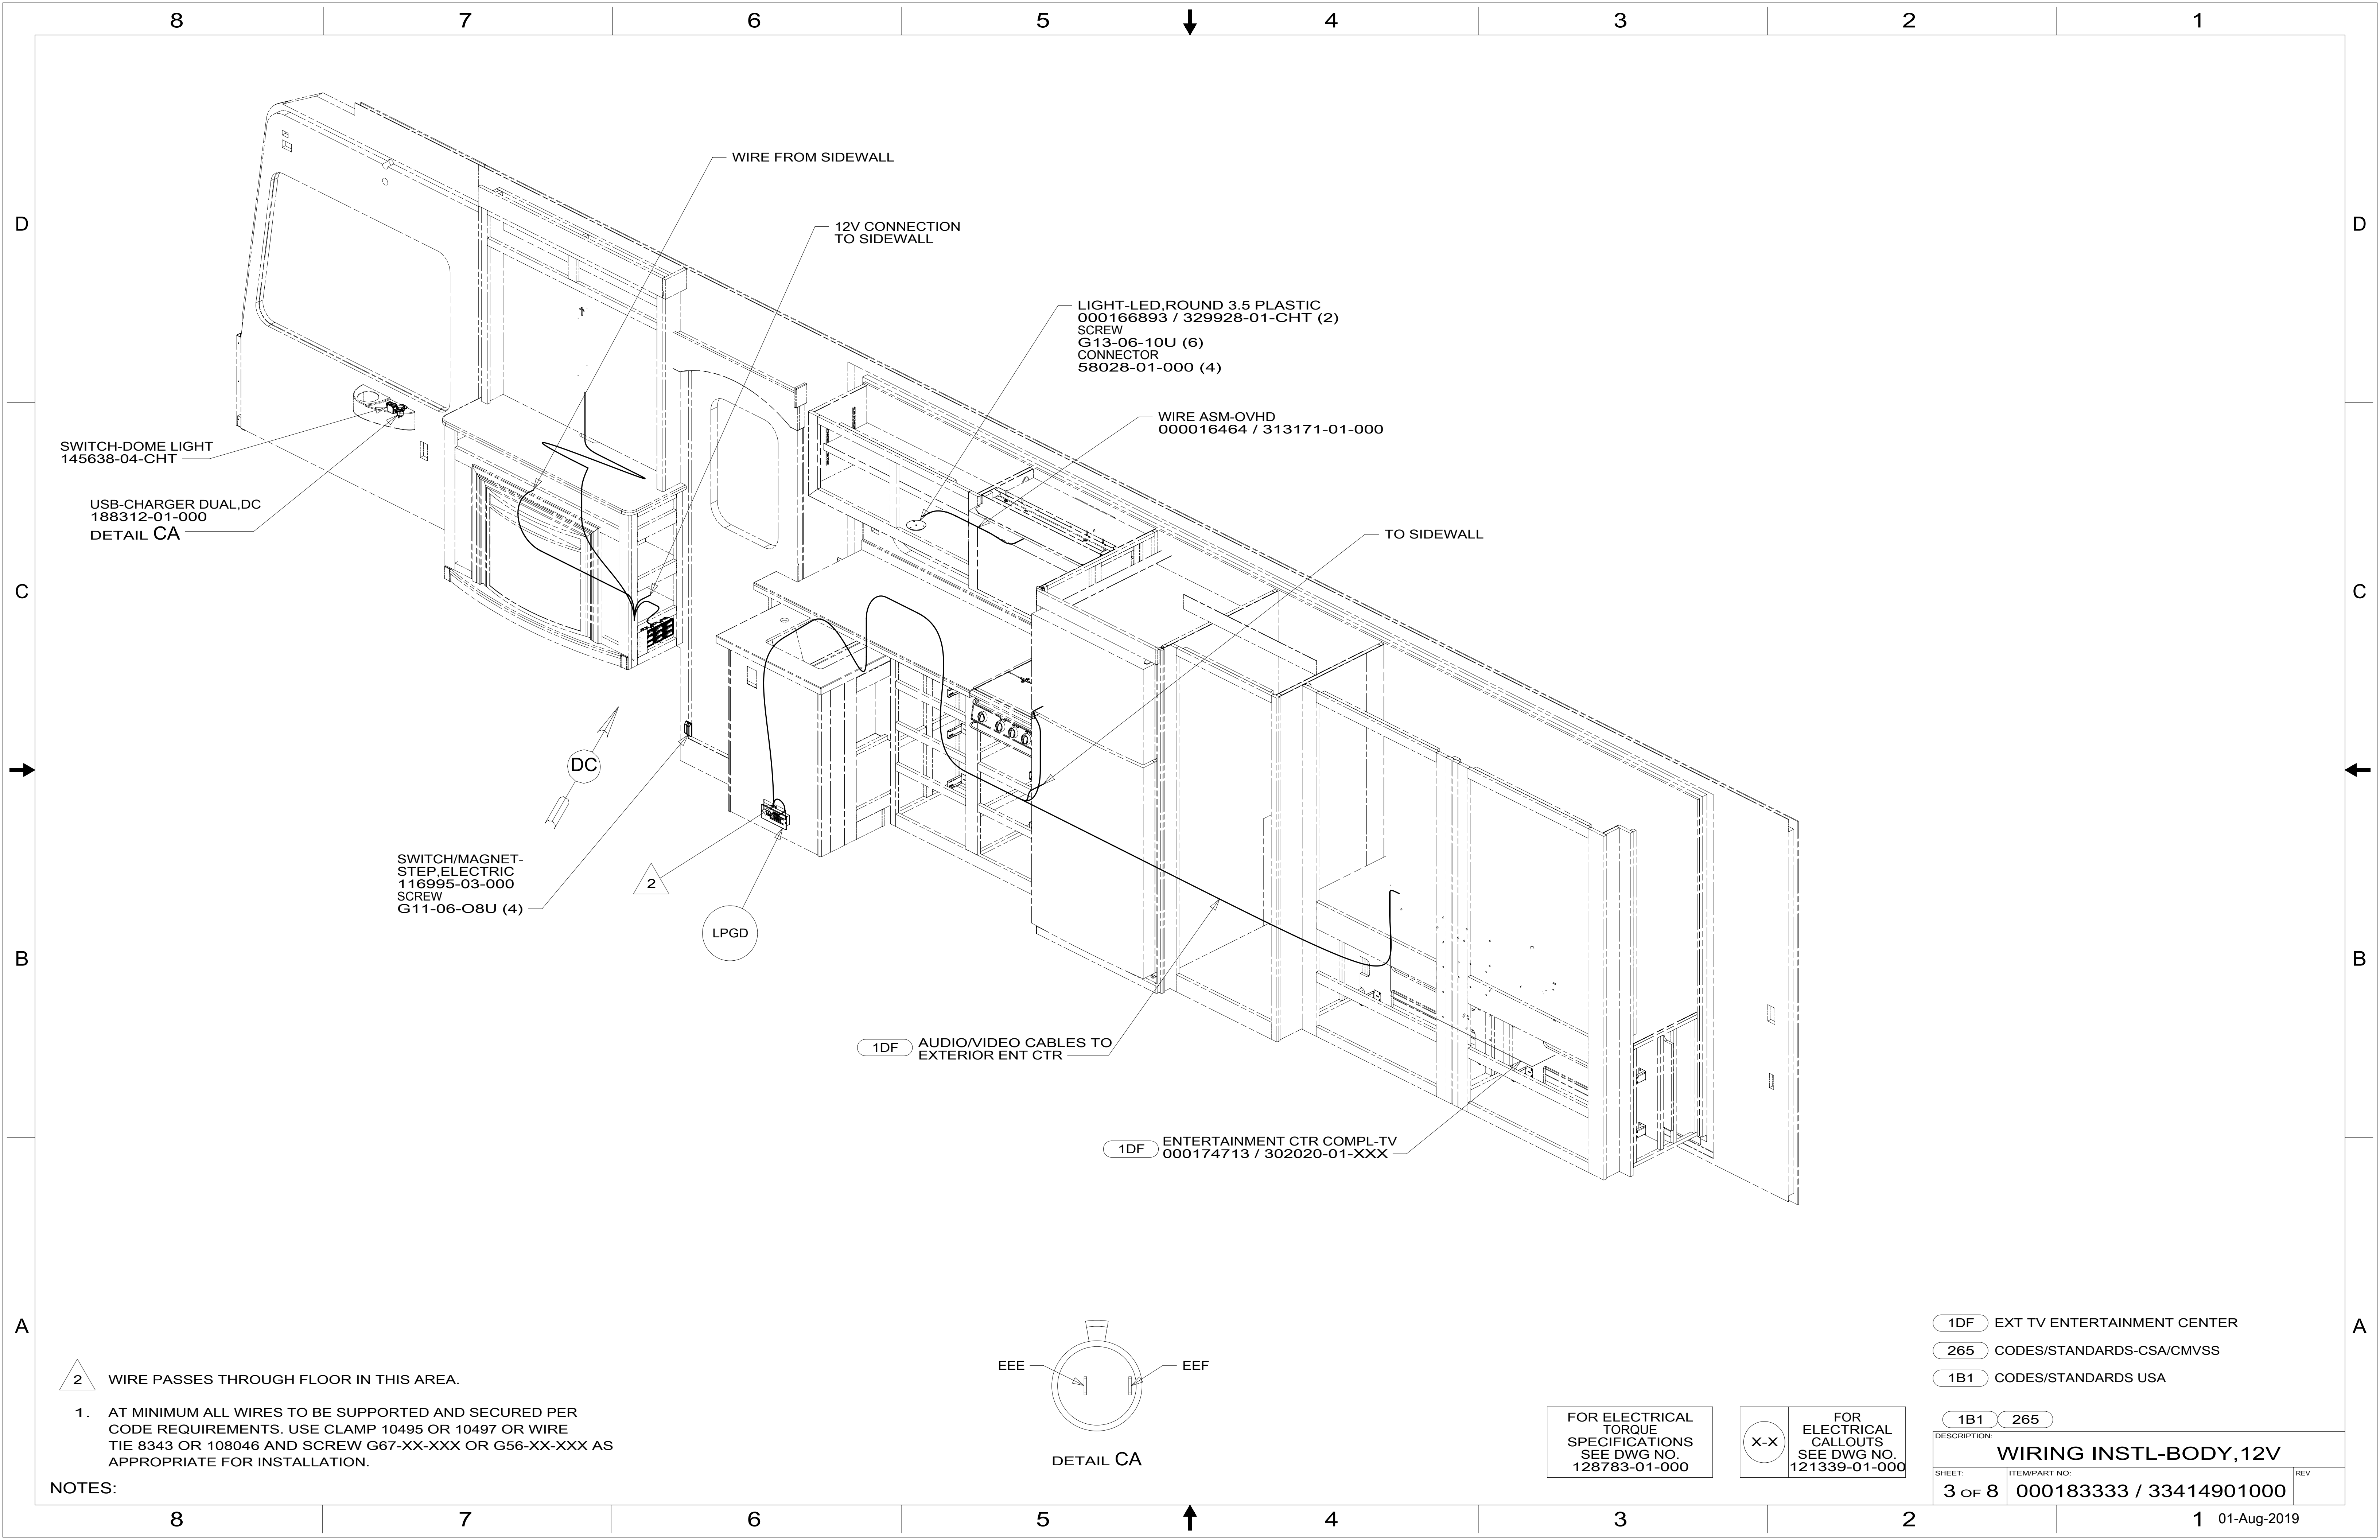 8 7 6 5 4 3 2 1
D
D
C
C
B
B
A
A
WIRE FROM SIDEWALL
12V CONNECTION
TO SIDEWALL
LIGHT-LED,ROUND 3.5 PLASTIC
000166893 / 329928-01-CHT (2)
SCREW
G13-06-10U (6)
CONNECTOR
58028-01-000 (4)
WIRE ASM-OVHD
000016464 / 313171-01-000
SWITCH-DOME LIGHT
145638-04-CHT
USB-CHARGER DUAL,DC
188312-01-000
DETAIL CA
TO SIDEWALL
DC
SWITCH/MAGNET-
STEP,ELECTRIC
116995-03-000
SCREW
G11-06-O8U (4)
2
LPGD
1DF AUDIO/VIDEO CABLES TO
EXTERIOR ENT CTR
1DF ENTERTAINMENT CTR COMPL-TV
000174713 / 302020-01-XXX
EEE
EEF
DETAIL CA
2 WIRE PASSES THROUGH FLOOR IN THIS AREA.
1. AT MINIMUM ALL WIRES TO BE SUPPORTED AND SECURED PER
CODE REQUIREMENTS. USE CLAMP 10495 OR 10497 OR WIRE
TIE 8343 OR 108046 AND SCREW G67-XX-XXX OR G56-XX-XXX AS
APPROPRIATE FOR INSTALLATION.
NOTES:
1DF EXT TV ENTERTAINMENT CENTER
265 CODES/STANDARDS-CSA/CMVSS
1B1 CODES/STANDARDS USA
1B1 265
FOR ELECTRICAL
TORQUE
SPECIFICATIONS
SEE DWG NO.
128783-01-000
X-X
FOR
ELECTRICAL
CALLOUTS
SEE DWG NO.
121339-01-000
DESCRIPTION:
WIRING INSTL-BODY,12V
SHEET:
3 OF 8
ITEM/PART NO:
000183333 / 33414901000
REV
8 7 6 5 4 3 2 1
01-Aug-2019